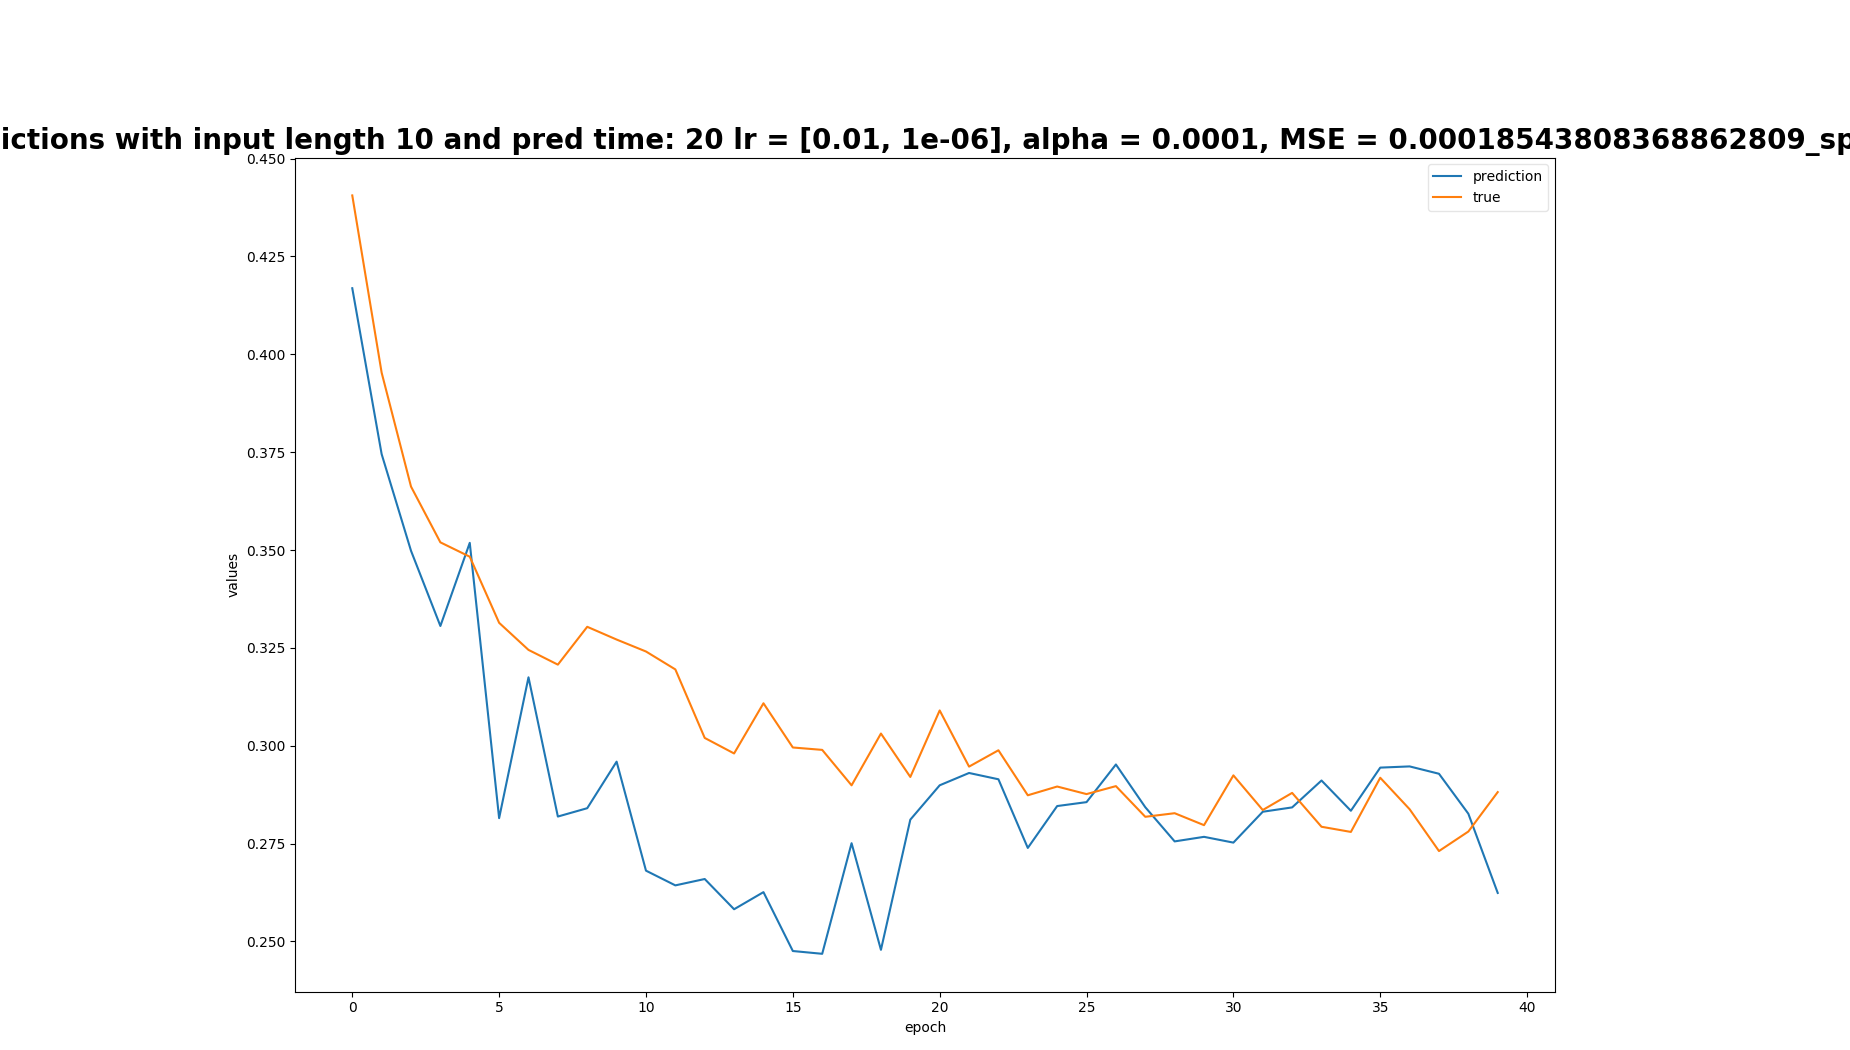 ictions with input length 10 and pred time: 20 lr = [0.01, 1e-06], alpha = 0.0001, MSE = 0.00018543808368862809_sp
prediction
true
0.450
0.425
0.400
0.375
0.350
0.325
0.300
0.275
0.250
values
0 5 10 15 20 25 30 35 40
epoch